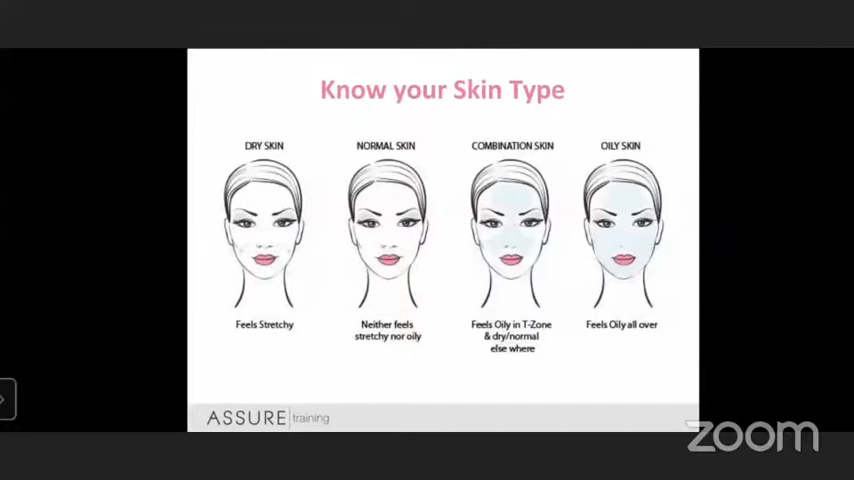 Know your Skin Type
DRY SKIN
NORMAL SKIN
COMBINATION SKIN
OILY SKIN
Feels Stretchy
Neither feels
stretchy nor oily
Feels Oily in T-Zone
& dry/normal
else where
Feels Oily all over
ASSURE training
zoom